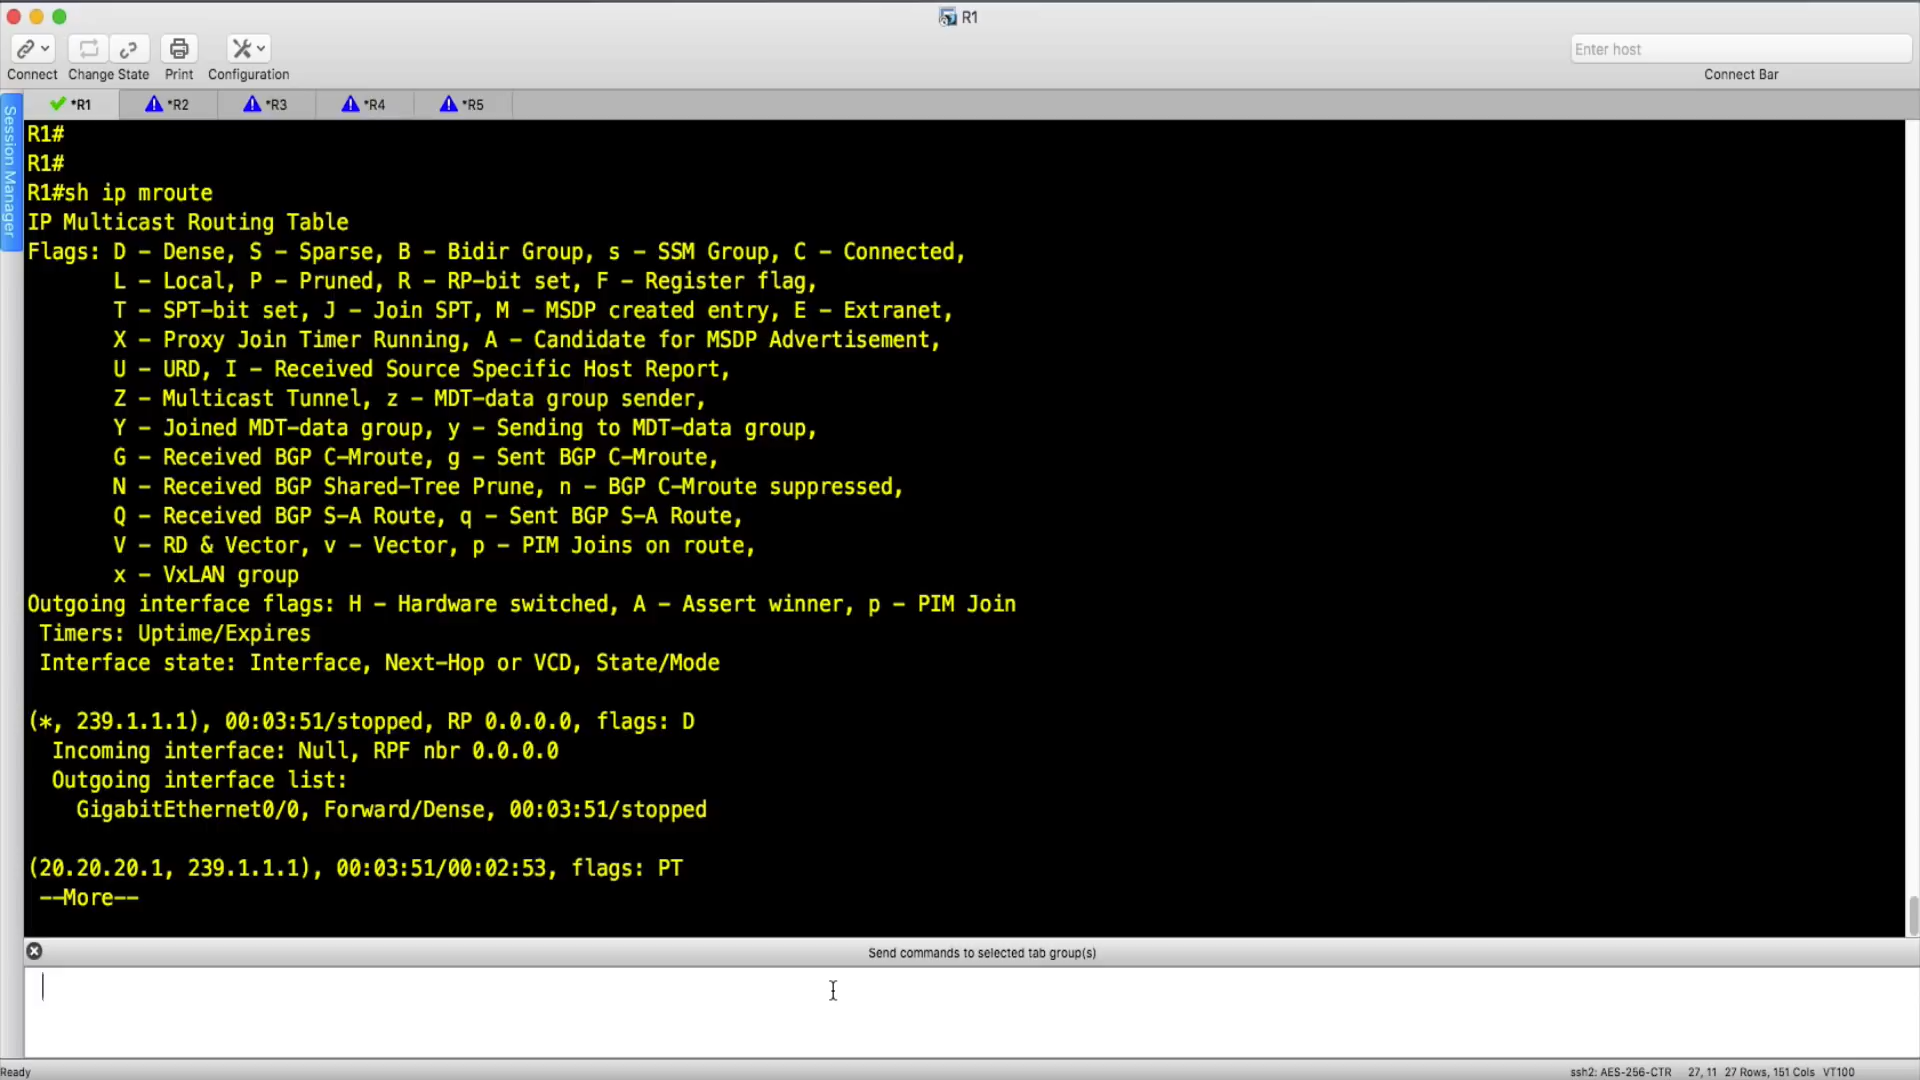 R1
Enter host
Connect
Change State
Print
Configuration
Connect Bar
*R1
*R2
*R3
*R4
*R5
Session Manager
R1#
R1#
R1#sh ip mroute
IP Multicast Routing Table
Flags: D - Dense, S - Sparse, B - Bidir Group, s - SSM Group, C - Connected,
L - Local, P - Pruned, R - RP-bit set, F - Register flag,
T - SPT-bit set, J - Join SPT, M - MSDP created entry, E - Extranet,
X - Proxy Join Timer Running, A - Candidate for MSDP Advertisement,
U - URD, I - Received Source Specific Host Report,
Z - Multicast Tunnel, z - MDT-data group sender,
Y - Joined MDT-data group, y - Sending to MDT-data group,
G - Received BGP C-Mroute, g - Sent BGP C-Mroute,
N - Received BGP Shared-Tree Prune, n - BGP C-Mroute suppressed,
Q - Received BGP S-A Route, q - Sent BGP S-A Route,
V - RD & Vector, v - Vector, p - PIM Joins on route,
x - VxLAN group
Outgoing interface flags: H - Hardware switched, A - Assert winner, p - PIM Join
Timers: Uptime/Expires
Interface state: Interface, Next-Hop or VCD, State/Mode
(*, 239.1.1.1), 00:03:51/stopped, RP 0.0.0.0, flags: D
Incoming interface: Null, RPF nbr 0.0.0.0
Outgoing interface list:
GigabitEthernet0/0, Forward/Dense, 00:03:51/stopped
(20.20.20.1, 239.1.1.1), 00:03:51/00:02:53, flags: PT
--More--
Send commands to selected tab group(s)
Ready
ssh2: AES-256-CTR 27, 11 27 Rows, 151 Cols VT100